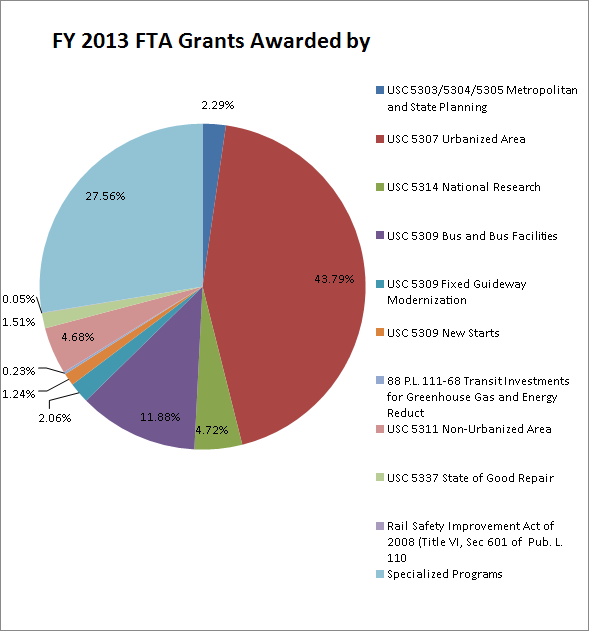 FY 2013 FTA Grants Awarded by
2.29%
27.56%
43.79%
0.05%
1.51%
4.68%
0.23%
1.24%
2.06%
11.88%
4.72%
USC 5303/5304/5305 Metropolitan
and State Planning
USC 5307 Urbanized Area
USC 5314 National Research
USC 5309 Bus and Bus Facilities
USC 5309 Fixed Guideway
Modernization
USC 5309 New Starts
88 P.L. 111-68 Transit Investments
for Greenhouse Gas and Energy
Reduct
USC 5311 Non-Urbanized Area
USC 5337 State of Good Repair
Rail Safety Improvement Act of
2008 (Title VI, Sec 601 of Pub. L.
110
Specialized Programs